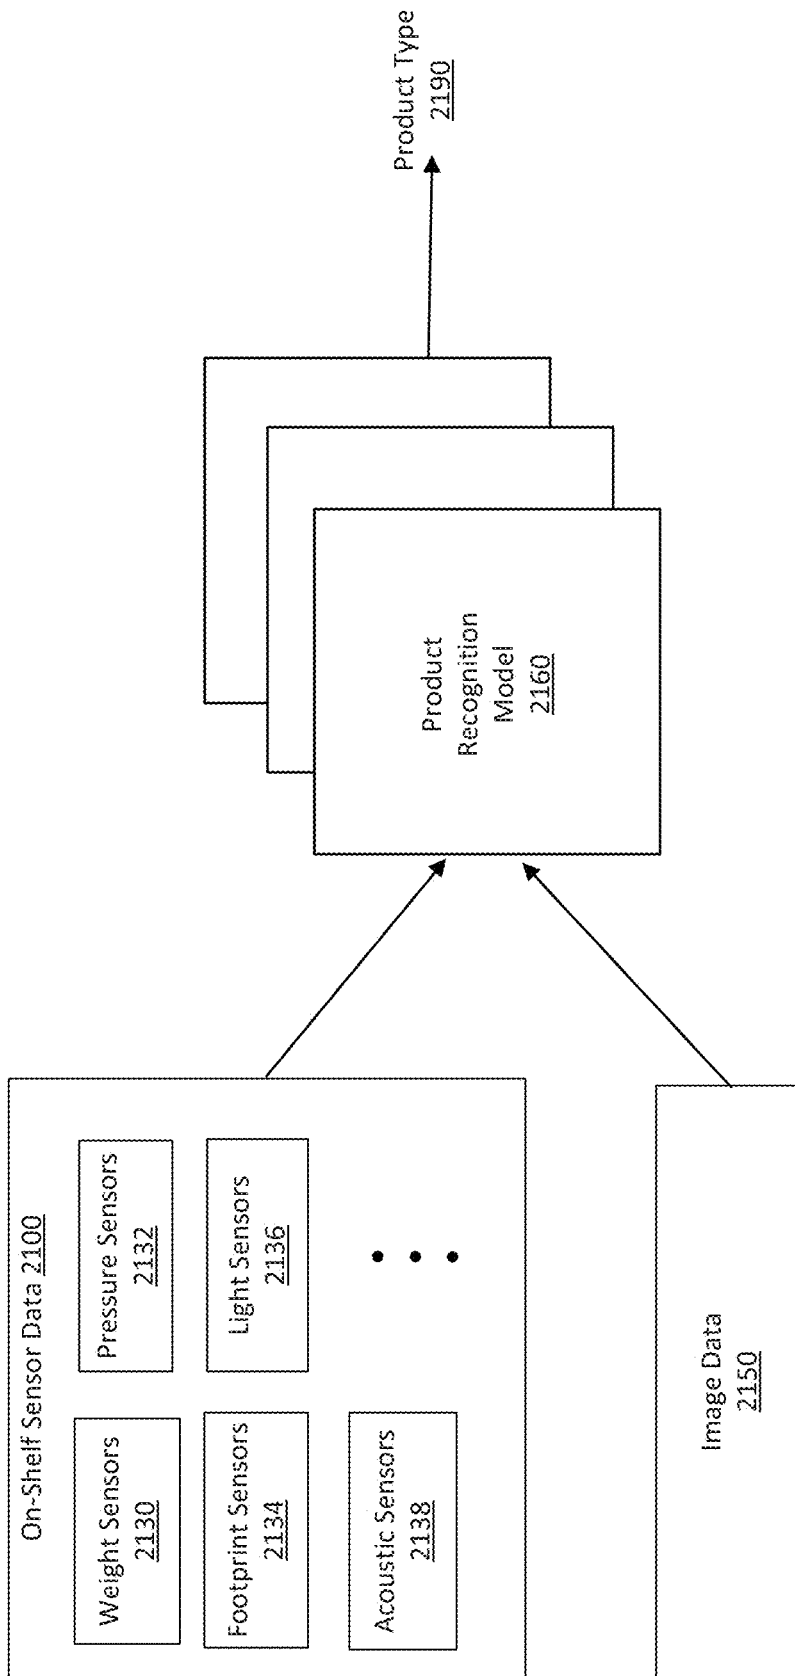 On-Shelf Sensor Data 2100
Weight Sensors
2130
Pressure Sensors
2132
Footprint Sensors
2134
Light Sensors
2136
Acoustic Sensors
2138
Image Data
2150
Product
Recognition
Model
2160
Product Type
2190